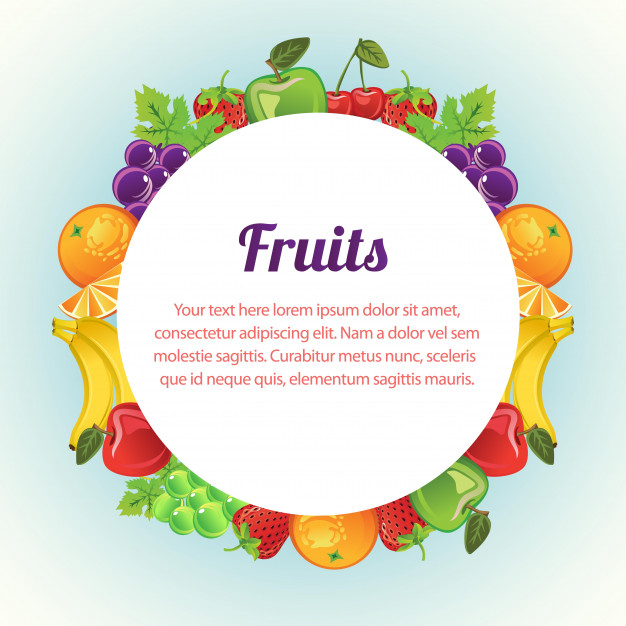 Fruits
Your text here lorem ipsum dolor sit amet,
consectetur adipiscing elit. Nam a dolor wel sem
molestie sagittis. Curabitur metus nunc, sceleris
que id neque quis, elementum sagittis mauris.